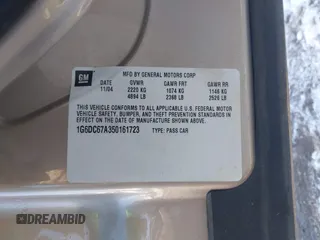 GM
MFD BY GENERAL MOTORS CORP
DATE GVWR GAWR FRT GAWR RR
11/04 2220 KG 1074 KG 1146 KG
4894 LB 2368 LB 2526 LB
THIS VEHICLE CONFORMS TO ALL APPLICABLE U.S. FEDERAL MOTOR
VEHICLE SAFETY, BUMPER, AND THEFT PREVENTION STANDARDS IN
EFFECT ON THE DATE OF MANUFACTURE SHOWN ABOVE.
1G6DC67A350161723 TYPE: PASS CAR
DREAMBID